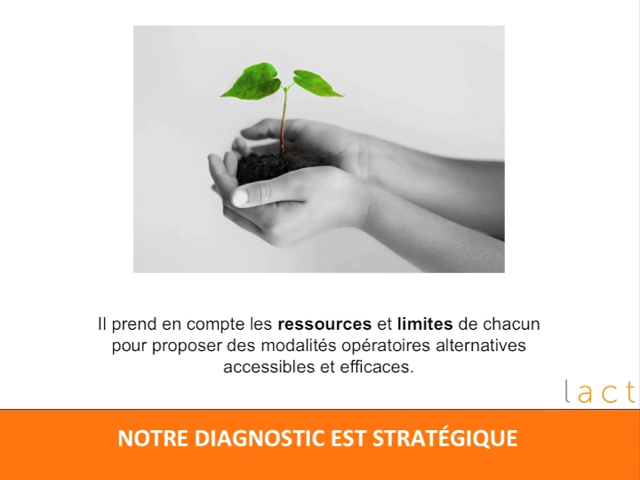 Il prend en compte les ressources et limites de chacun
pour proposer des modalités opératoires alternatives
accessibles et efficaces.
lact
NOTRE DIAGNOSTIC EST STRATÉGIQUE